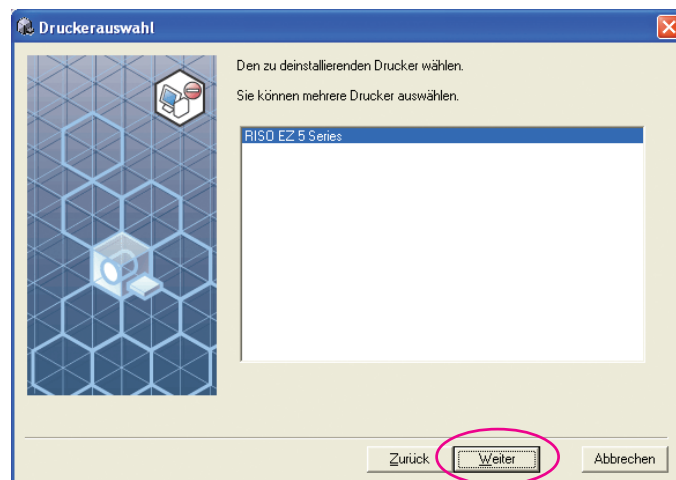 Druckerauswahl
Den zu deinstallierenden Drucker wählen.
Sie können mehrere Drucker auswählen.
RISO EZ 5 Series
Zurück Weiter Abbrechen